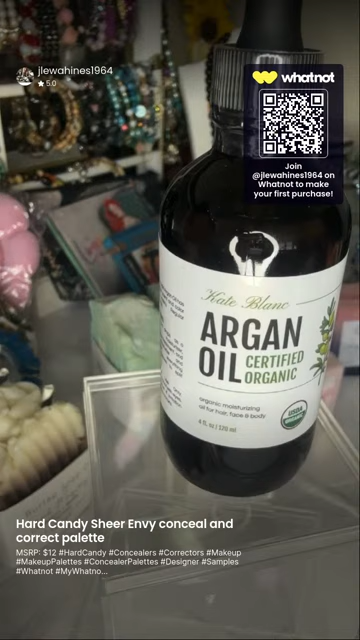 jlewahines1964
★ 5.0
whatnot
Join
@jlewahines1964 on
Whatnot to make
your first purchase!
Kate Blanc
ARGAN
OIL CERTIFIED
ORGANIC
organic moisturizing
oil for hair, face & body
4 fl. oz / 120 ml
USDA
ORGANIC
Hard Candy Sheer Envy conceal and
correct palette
MSRP: $12 #HardCandy #Concealers #Correctors #Makeup
#MakeupPalettes #ConcealerPalettes #Designer #Samples
#Whatnot #MyWhatno...